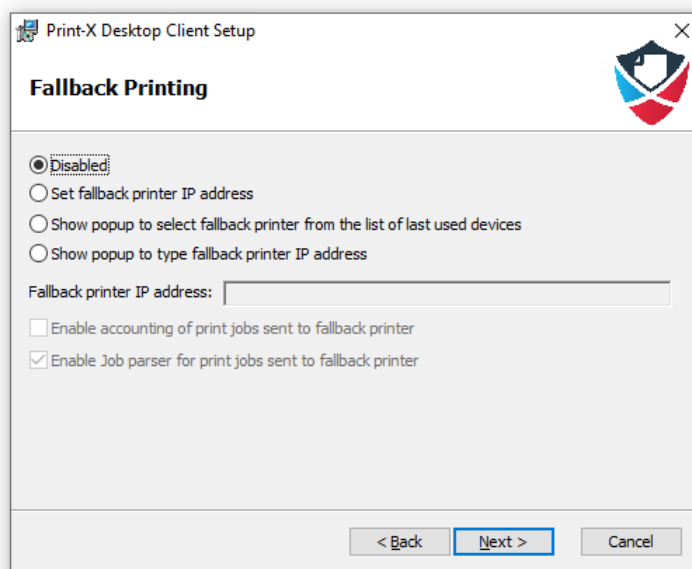 Print-X Desktop Client Setup
Fallback Printing
Disabled
Set fallback printer IP address
Show popup to select fallback printer from the list of last used devices
Show popup to type fallback printer IP address
Fallback printer IP address:
Enable accounting of print jobs sent to fallback printer
Enable Job parser for print jobs sent to fallback printer
< Back Next > Cancel